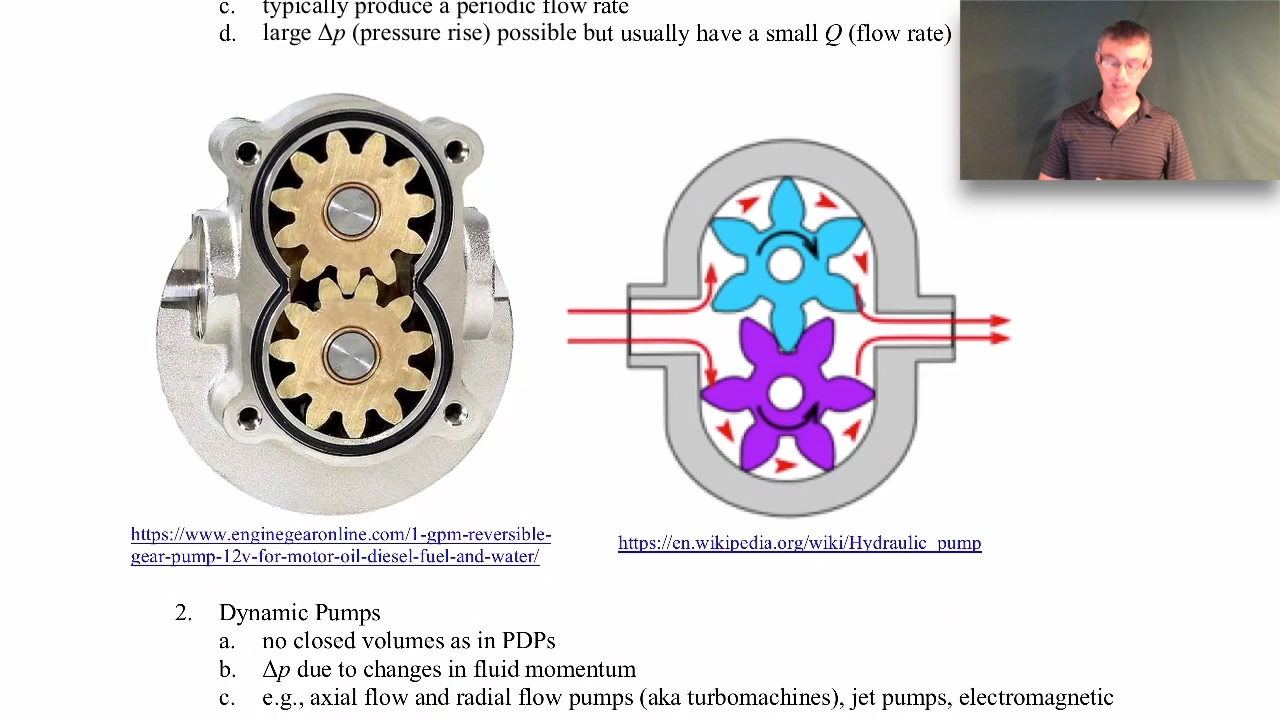 c. typically produce a periodic flow rate
d. large Δp (pressure rise) possible but usually have a small Q (flow rate)
https://www.enginegearonline.com/1-gpm-reversible-
gear-pump-12v-for-motor-oil-diesel-fuel-and-water/
https://en.wikipedia.org/wiki/Hydraulic_pump
2. Dynamic Pumps
a. no closed volumes as in PDPs
b. Δp due to changes in fluid momentum
c. e.g., axial flow and radial flow pumps (aka turbomachines), jet pumps, electromagnetic